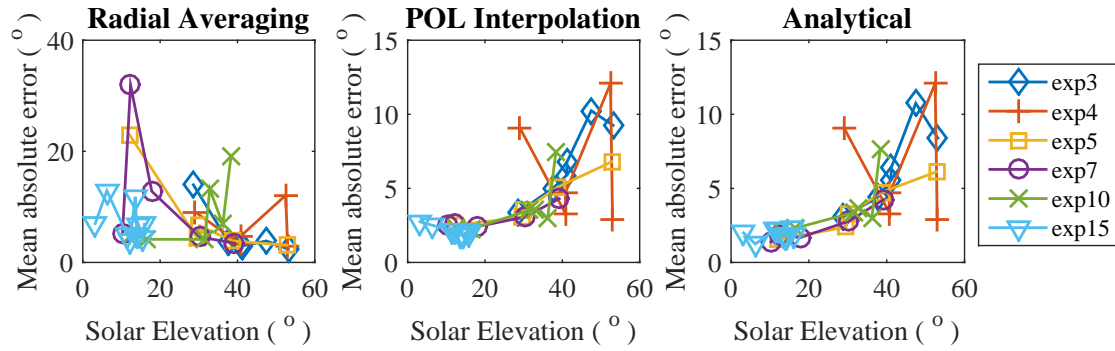 Radial Averaging
Mean absolute error ( ° )
40
20
0
0 20 40 60
Solar Elevation ( ° )
POL Interpolation
Mean absolute error ( ° )
15
10
5
0
0 20 40 60
Solar Elevation ( ° )
Analytical
Mean absolute error ( ° )
15
10
5
0
0 20 40 60
Solar Elevation ( ° )
exp3
exp4
exp5
exp7
exp10
exp15